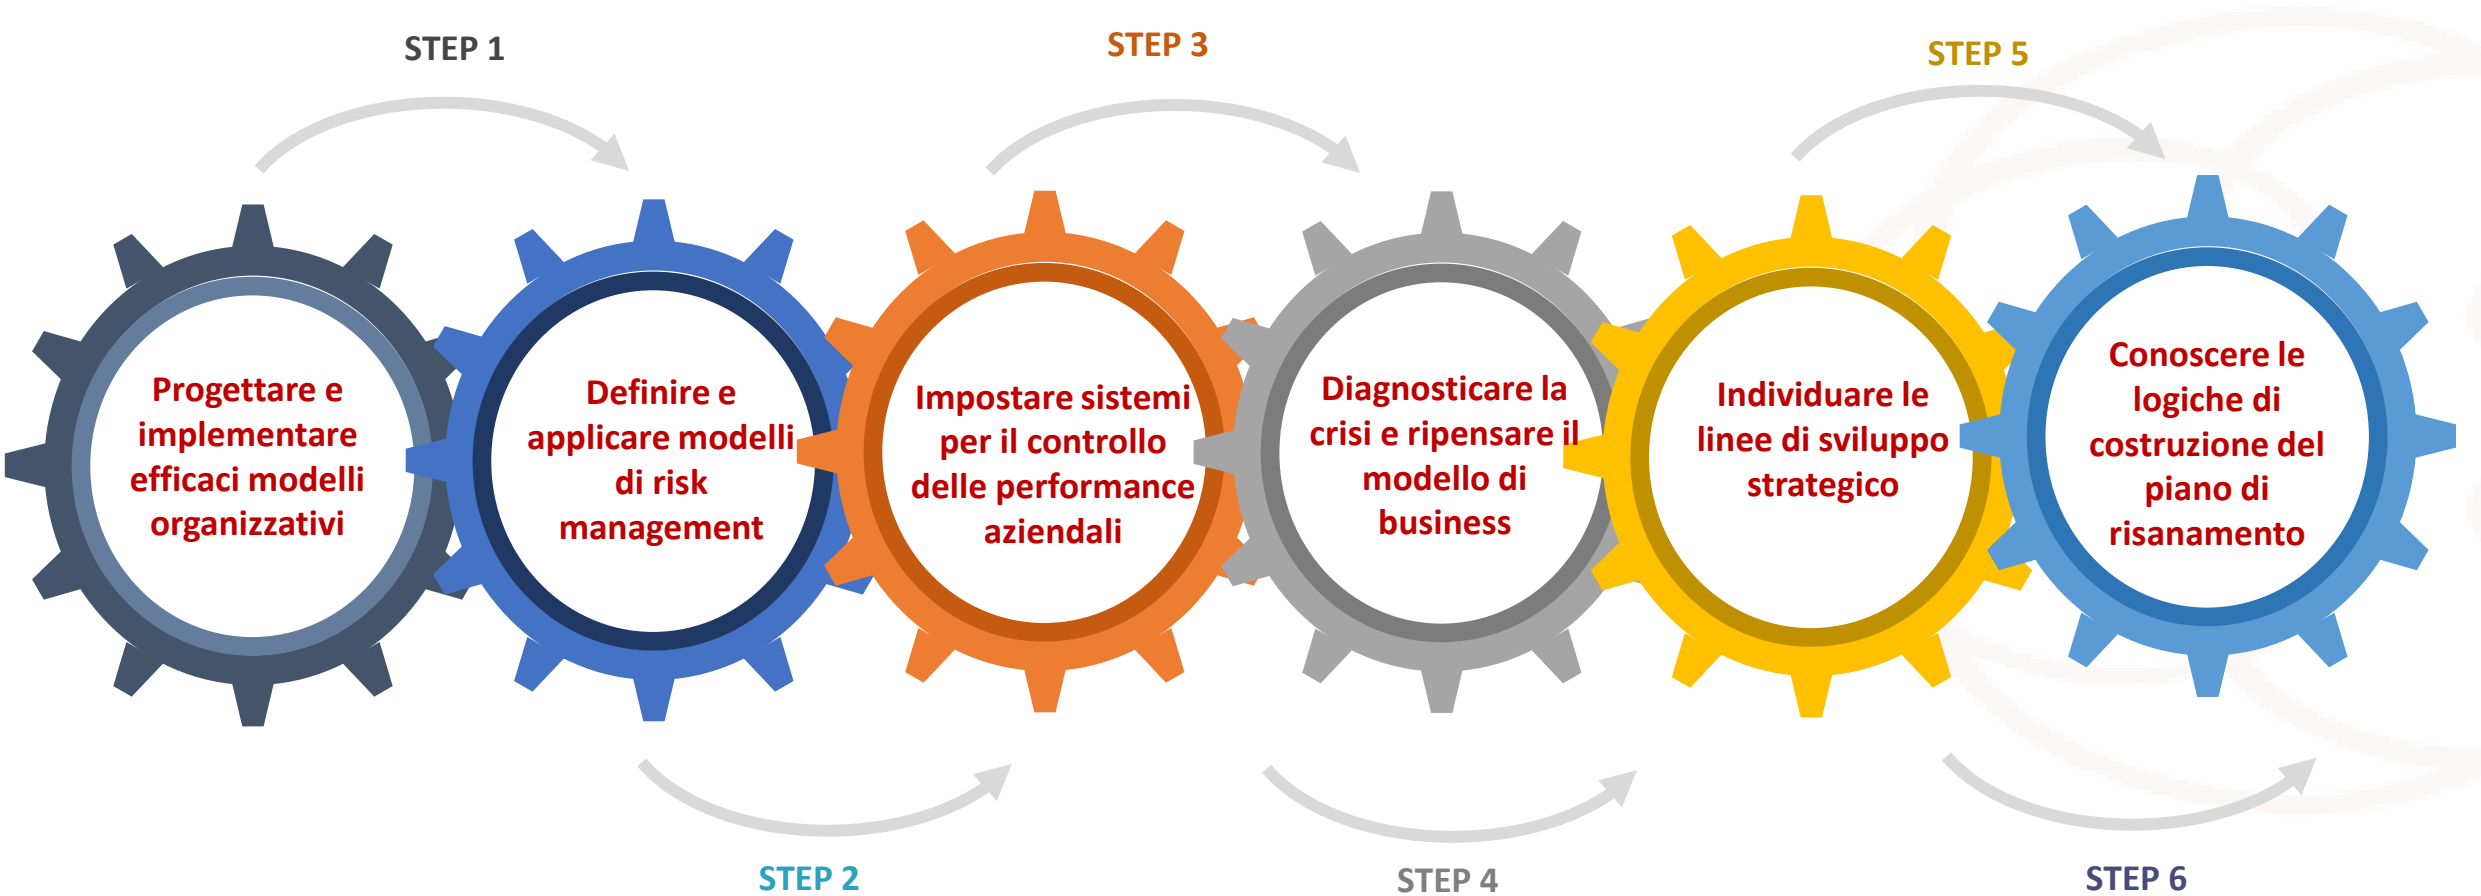 STEP 1
STEP 3
STEP 5
Progettare e
implementare
efficaci modelli
organizzativi
Definire e
applicare modelli
di risk
management
Impostare sistemi
per il controllo
delle performance
aziendali
Diagnosticare la
crisi e ripensare il
modello di
business
Individuare le
linee di sviluppo
strategico
Conoscere le
logiche di
costruzione del
piano di
risanamento
STEP 2
STEP 4
STEP 6